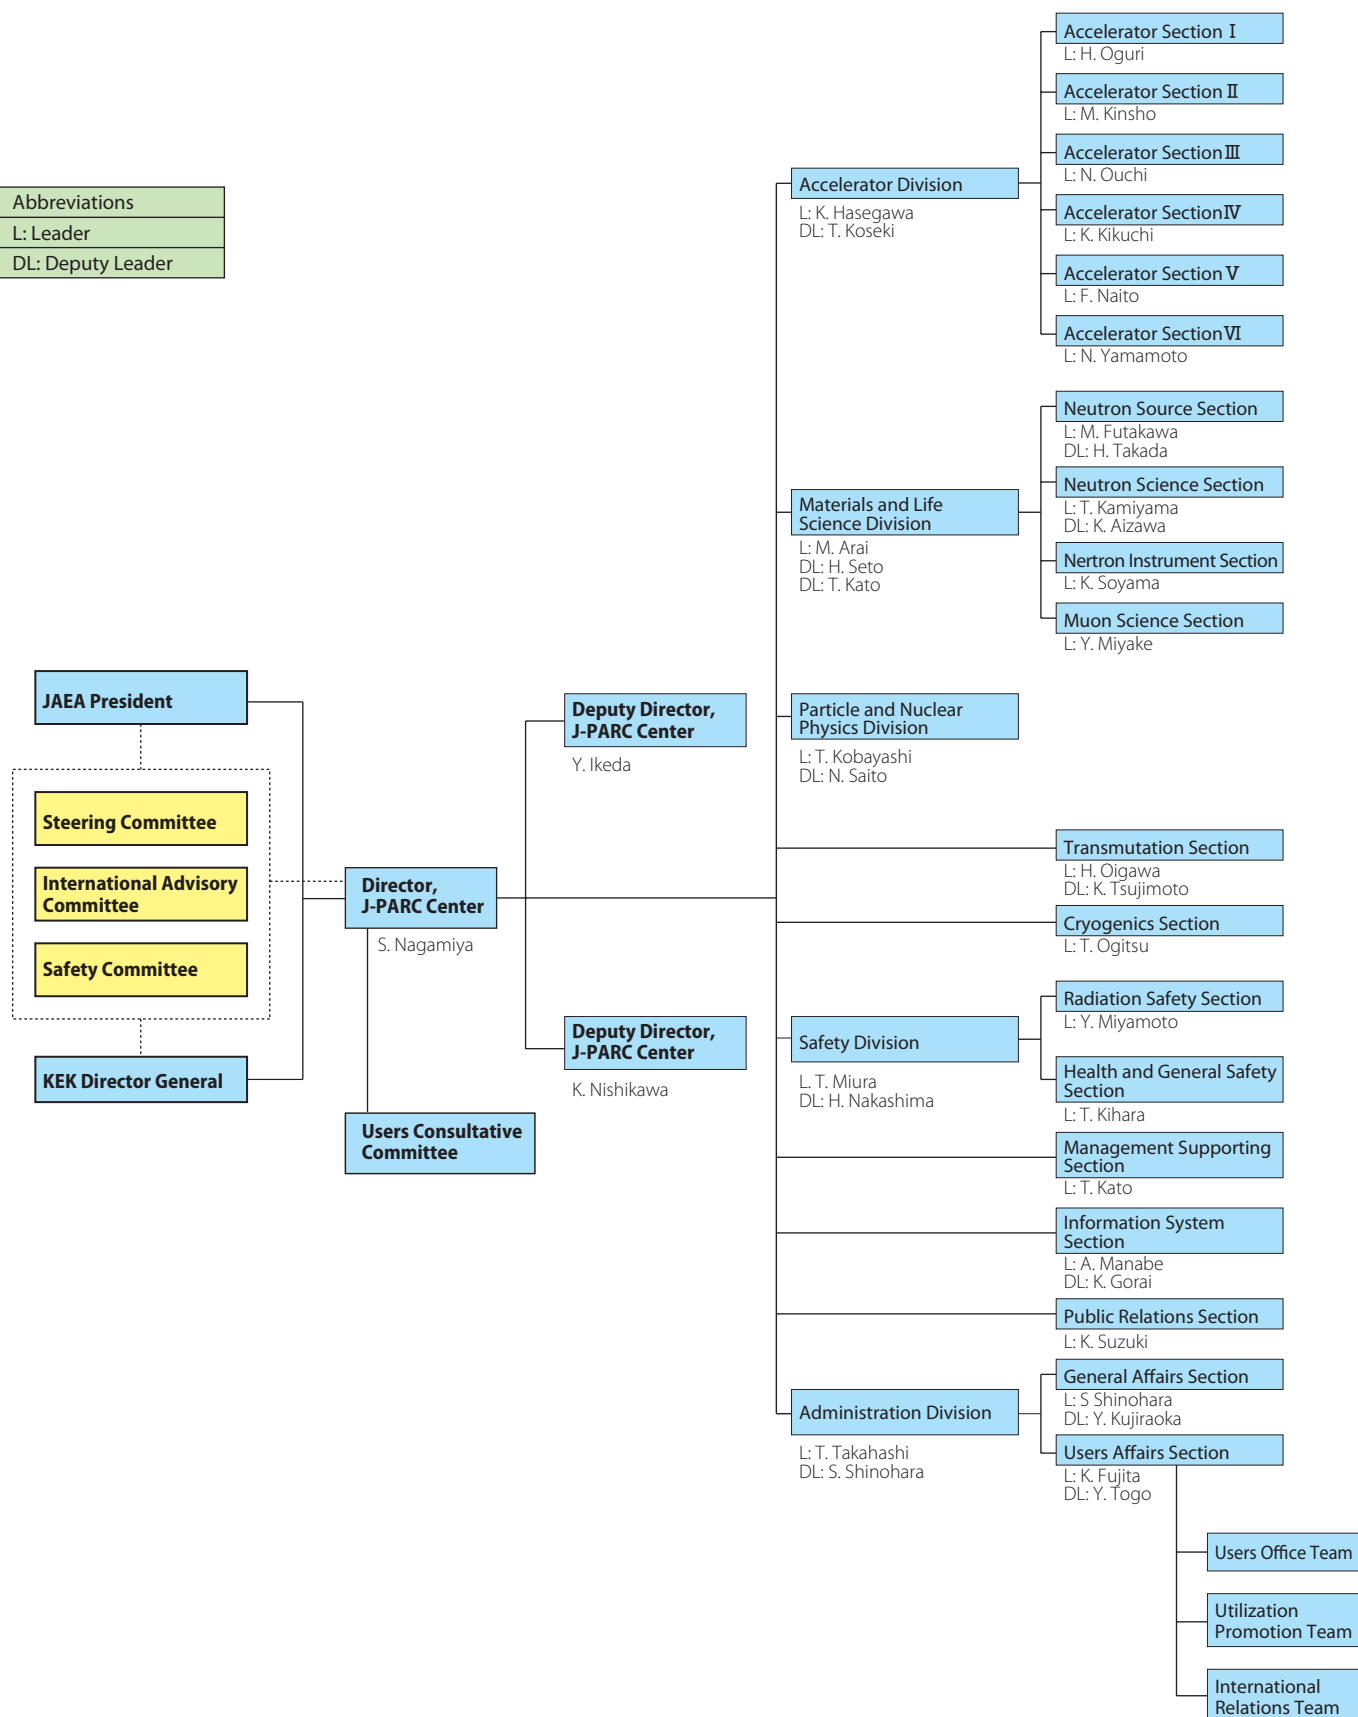 Abbreviations
L: Leader
DL: Deputy Leader
JAEA President
Steering Committee
International Advisory
Committee
Safety Committee
KEK Director General
Director,
J-PARC Center
S. Nagamiya
Users Consultative
Committee
Deputy Director,
J-PARC Center
Y. Ikeda
Deputy Director,
J-PARC Center
K. Nishikawa
Accelerator Division
L: K. Hasegawa
DL: T. Koseki
Accelerator Section Ⅰ
L: H. Oguri
Accelerator Section Ⅱ
L: M. Kinsho
Accelerator Section Ⅲ
L: N. Ouchi
Accelerator Section Ⅳ
L: K. Kikuchi
Accelerator Section Ⅴ
L: F. Naito
Accelerator Section Ⅵ
L: N. Yamamoto
Materials and Life
Science Division
L: M. Arai
DL: H. Seto
DL: T. Kato
Neutron Source Section
L: M. Futakawa
DL: H. Takada
Neutron Science Section
L: T. Kamiyama
DL: K. Aizawa
Nertron Instrument Section
L: K. Soyama
Muon Science Section
L: Y. Miyake
Particle and Nuclear
Physics Division
L: T. Kobayashi
DL: N. Saito
Transmutation Section
L: H. Oigawa
DL: K. Tsujimoto
Cryogenics Section
L: T. Ogitsu
Safety Division
L. T. Miura
DL: H. Nakashima
Radiation Safety Section
L: Y. Miyamoto
Health and General Safety
Section
L: T. Kihara
Management Supporting
Section
L: T. Kato
Information System
Section
L: A. Manabe
DL: K. Gorai
Public Relations Section
L: K. Suzuki
Administration Division
L: T. Takahashi
DL: S. Shinohara
General Affairs Section
L: S Shinohara
DL: Y. Kujiraoka
Users Affairs Section
L: K. Fujita
DL: Y. Togo
Users Office Team
Utilization
Promotion Team
International
Relations Team